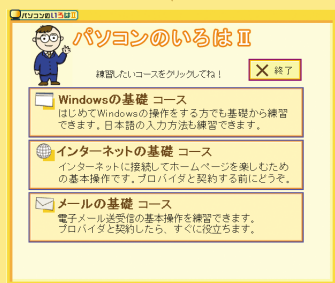 パソコンのいろはⅡ
パソコンのいろはⅡ
練習したいコースをクリックしてね！
終了
Windowsの基礎 コース
はじめてWindowsの操作をする方でも基礎から練習
できます。日本語の入力方法も練習できます。
インターネットの基礎 コース
インターネットに接続してホームページを楽しむため
の基本操作です。プロバイダと契約する前にどうぞ。
メールの基礎 コース
電子メール送受信の基本操作を練習できます。
プロバイダと契約したら、すぐに役立ちます。